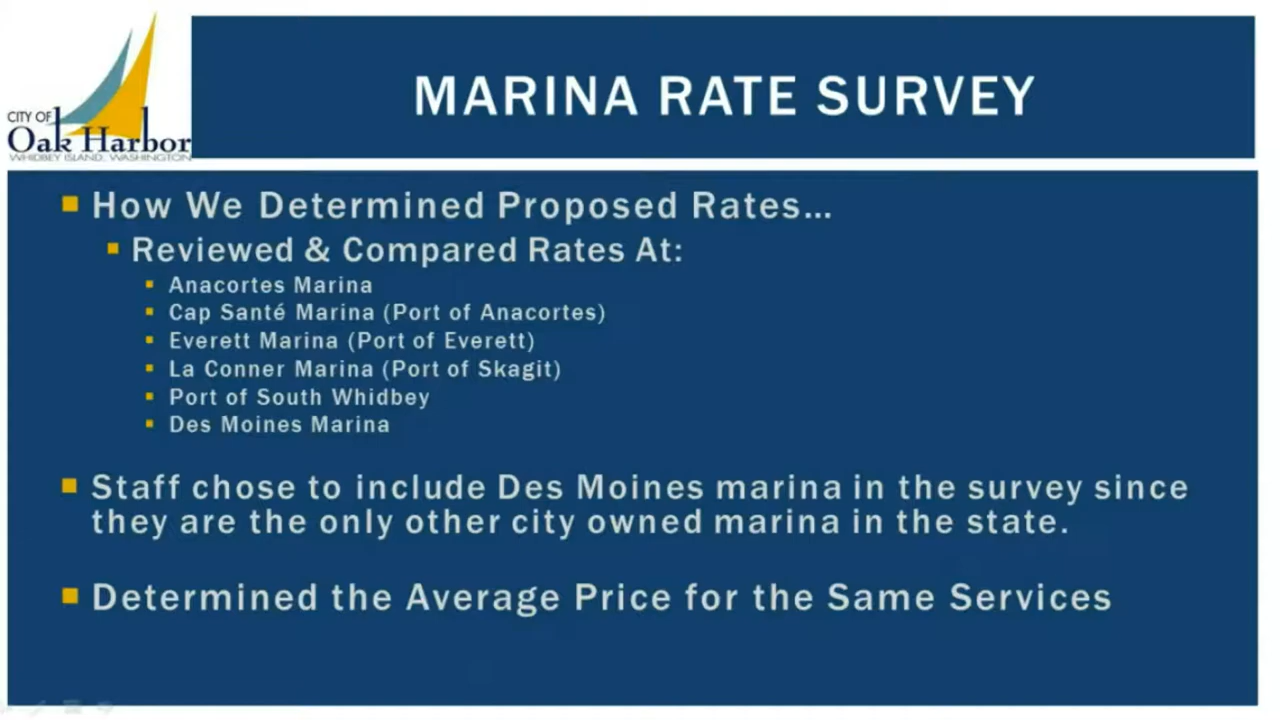 CITY OF
Oak Harbor
WHIDBEY ISLAND, WASHINGTON
MARINA RATE SURVEY
How We Determined Proposed Rates...
Reviewed & Compared Rates At:
Anacortes Marina
Cap Santé Marina (Port of Anacortes)
Everett Marina (Port of Everett)
La Conner Marina (Port of Skagit)
Port of South Whidbey
Des Moines Marina
Staff chose to include Des Moines marina in the survey since
they are the only other city owned marina in the state.
Determined the Average Price for the Same Services